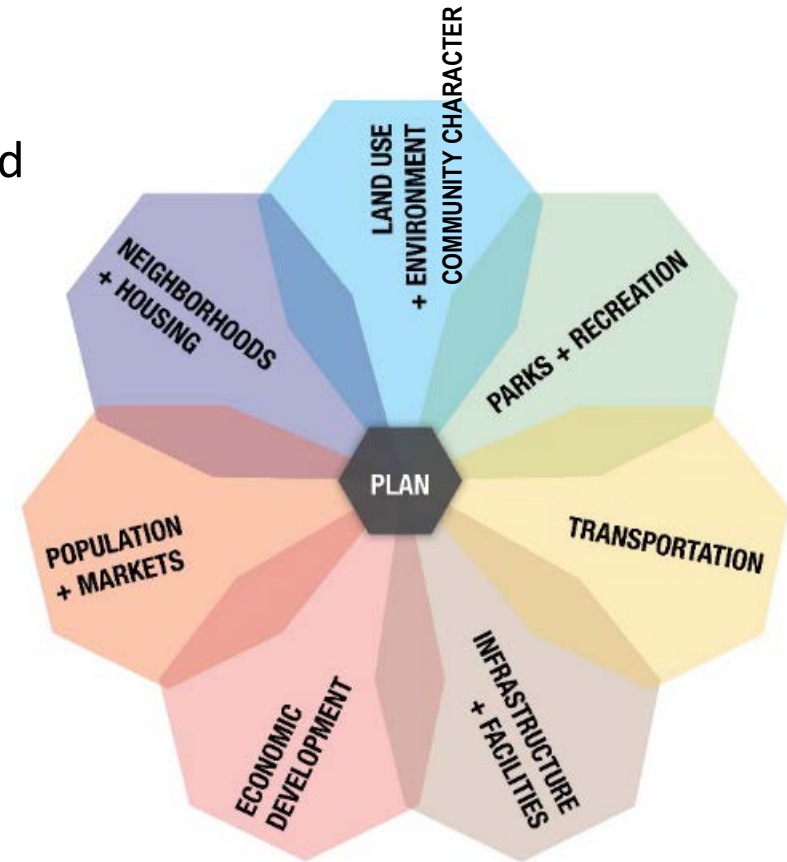 d
LAND USE
+ ENVIRONMENT
COMMUNITY CHARACTER
NEIGHBORHOODS
+ HOUSING
PARKS + RECREATION
PLAN
POPULATION
+ MARKETS
TRANSPORTATION
ECONOMIC
DEVELOPMENT
INFRASTRUCTURE
+ FACILITIES